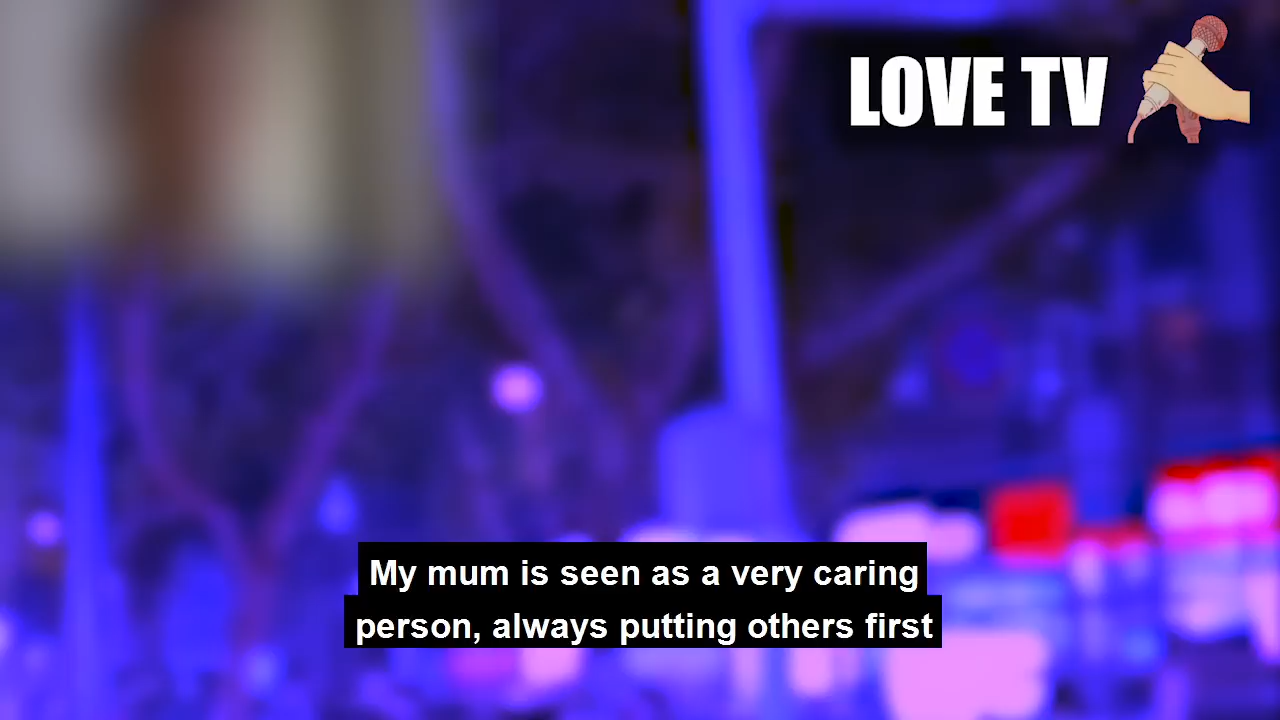 LOVE TV
My mum is seen as a very caring
person, always putting others first